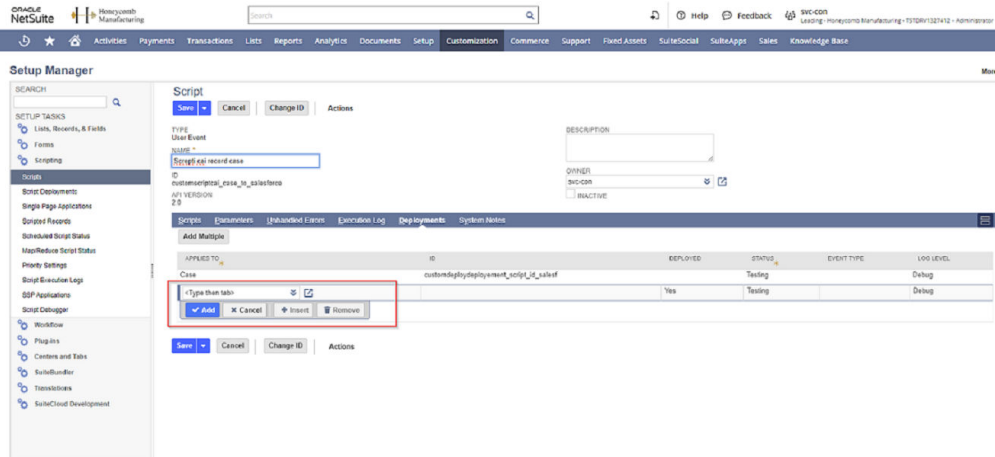 ORACLE
NetSuite
Honeycomb
Manufacturing
Search
Help
Feedback
svc-con
Leading - Honeycomb Manufacturing - TSTDRV1327412 - Administrator
Activities Payments Transactions Lists Reports Analytics Documents Setup Customization Commerce Support Fixed Assets SuiteSocial SuiteApps Sales Knowledge Base
Setup Manager
SEARCH
SETUP TASKS
Lists, Records, & Fields
Forms
Scripting
Scripts
Script Deployments
Single Page Applications
Scripted Records
Scheduled Script Status
Map/Reduce Script Status
Priority Settings
Script Execution Logs
SSP Applications
Script Debugger
Workflow
Plug-ins
Centers and Tabs
SuiteBundler
Translations
SuiteCloud Development
Script
Save Cancel Change ID Actions
TYPE
User Event
NAME *
record case
ID
API VERSION
2.0
DESCRIPTION
OWNER
svc-con
INACTIVE
Scripts Parameters Unhandled Errors Execution Log Deployments System Notes
Add Multiple
APPLIES TO ID DEPLOYED STATUS EVENT TYPE LOG LEVEL
Case customdeploydeployement_script_id_salesf Testing Debug
<Type then tab> Yes Testing Debug
Add Cancel Insert Remove
Save Cancel Change ID Actions